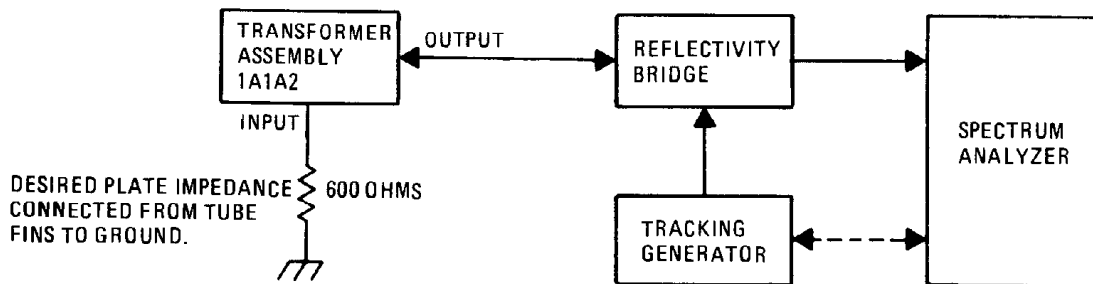 TRANSFORMER
ASSEMBLY
1A1A2
OUTPUT
REFLECTIVITY
BRIDGE
INPUT
SPECTRUM
ANALYZER
DESIRED PLATE IMPEDANCE
CONNECTED FROM TUBE
FINS TO GROUND.
600 OHMS
TRACKING
GENERATOR